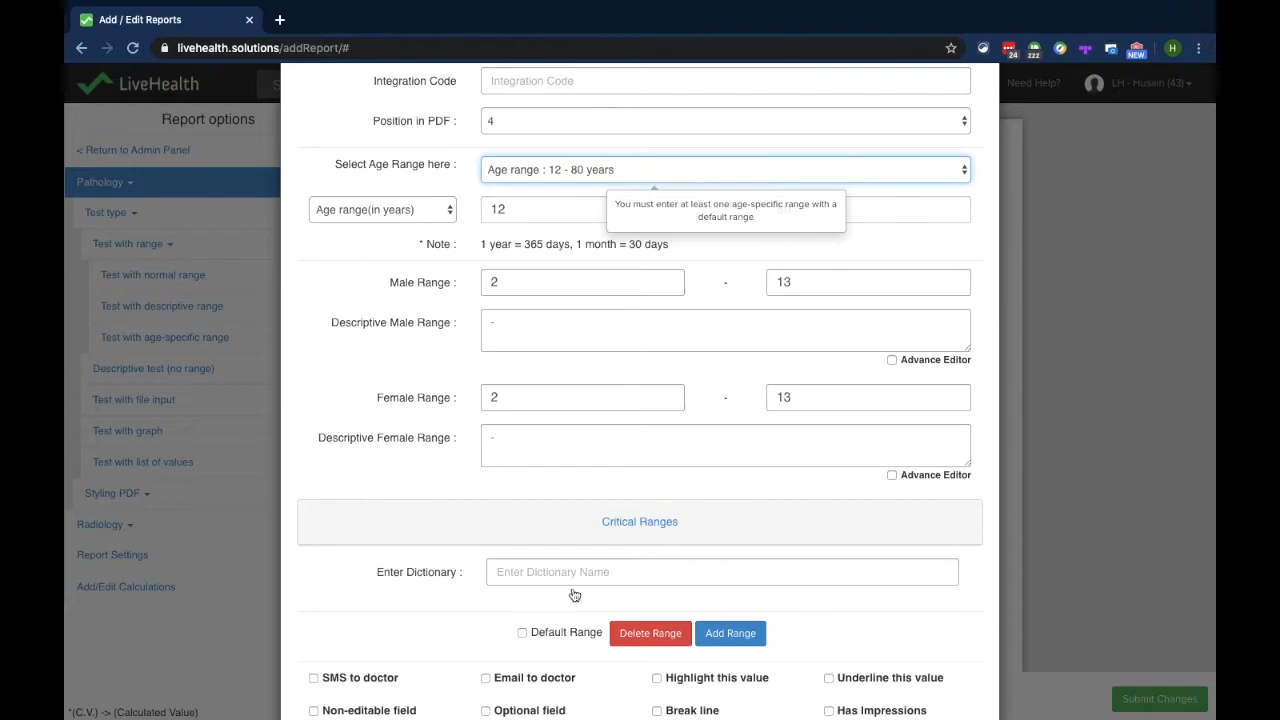 Add / Edit Reports
livehealth.solutions/addReport/#
24
zzz
NEW
H
LiveHealth
S
Need Help?
LH - Husain (43)
Report options
< Return to Admin Panel
Pathology
Test type
Test with range
Test with normal range
Test with descriptive range
Test with age-specific range
Descriptive test (no range)
Test with file input
Test with graph
Test with list of values
Styling PDF
Radiology
Report Settings
Add/Edit Calculations
*(C.V.) -> (Calculated Value)
Integration Code
Integration Code
Position in PDF :
4
Select Age Range here :
Age range : 12 - 80 years
Age range(in years)
12
You must enter at least one age-specific range with a
default range
* Note :
1 year = 365 days, 1 month = 30 days
Male Range :
2
-
13
Descriptive Male Range :
-
Advance Editor
Female Range :
2
-
13
Descriptive Female Range :
-
Advance Editor
Critical Ranges
Enter Dictionary :
Enter Dictionary Name
Default Range
Delete Range
Add Range
SMS to doctor
Email to doctor
Highlight this value
Underline this value
Non-editable field
Optional field
Break line
Has Impressions
Submit Changes